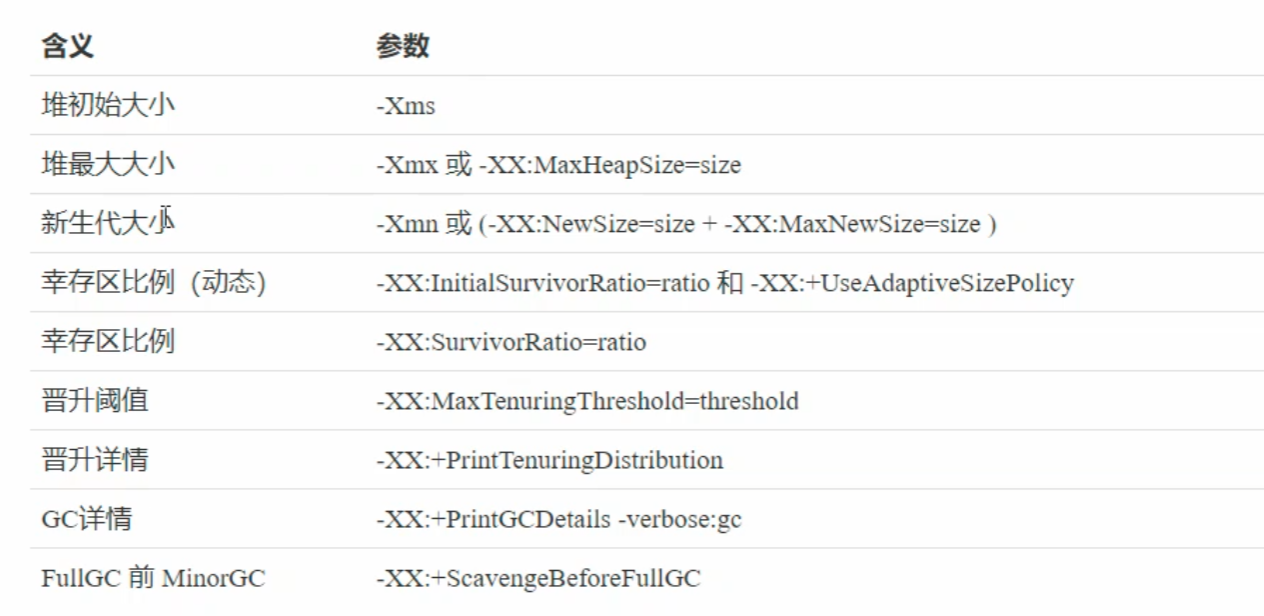 含义 参数
堆初始大小 -Xms
堆最大大小 -Xmx 或 -XX:MaxHeapSize=size
新生代大小 -Xmn 或 (-XX:NewSize=size + -XX:MaxNewSize=size )
幸存区比例（动态） -XX:InitialSurvivorRatio=ratio 和 -XX:+UseAdaptiveSizePolicy
幸存区比例 -XX:SurvivorRatio=ratio
晋升阈值 -XX:MaxTenuringThreshold=threshold
晋升详情 -XX:+PrintTenuringDistribution
GC详情 -XX:+PrintGCDetails -verbose:gc
FullGC 前 MinorGC -XX:+ScavengeBeforeFullGC